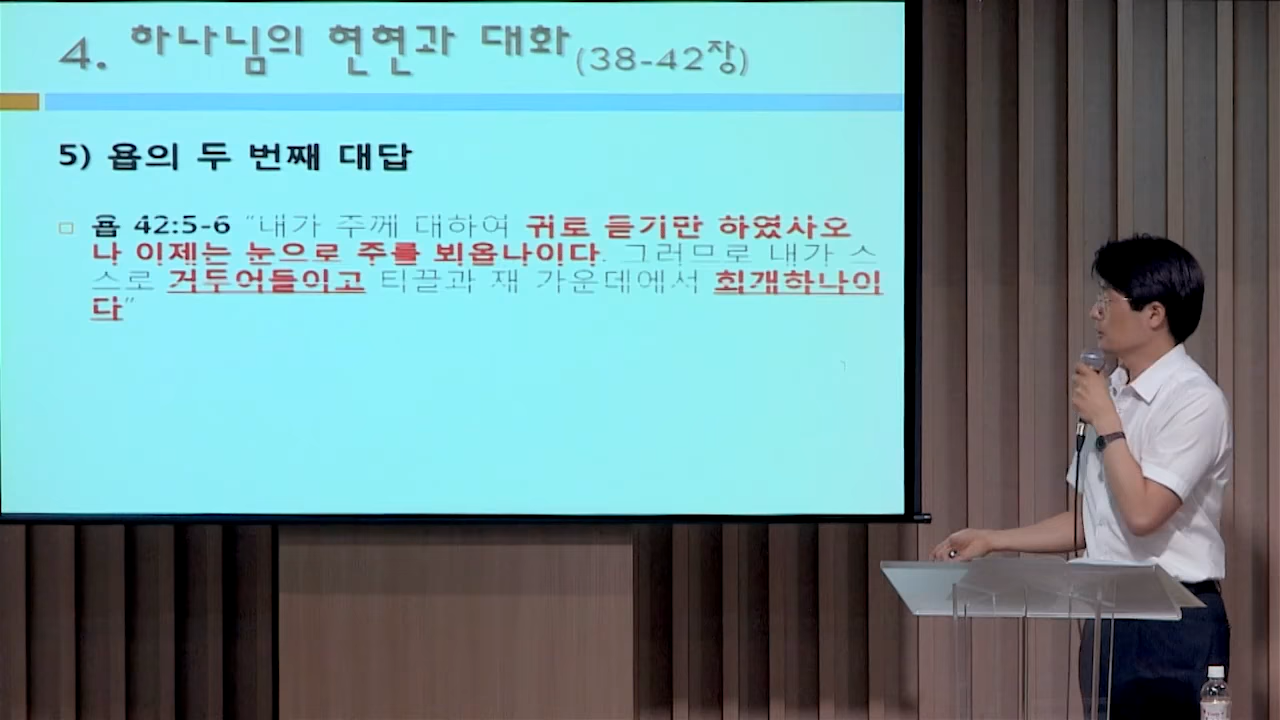 4. 하나님의 현현과 대화(38-42장)
5) 욥의 두 번째 대답
욥 42:5-6 “내가 주께 대하여 귀로 듣기만 하였사오
나 이제는 눈으로 주를 뵈옵나이다. 그러므로 내가 스
스로 거두어들이고 티끌과 재 가운데에서 회개하나이
다”